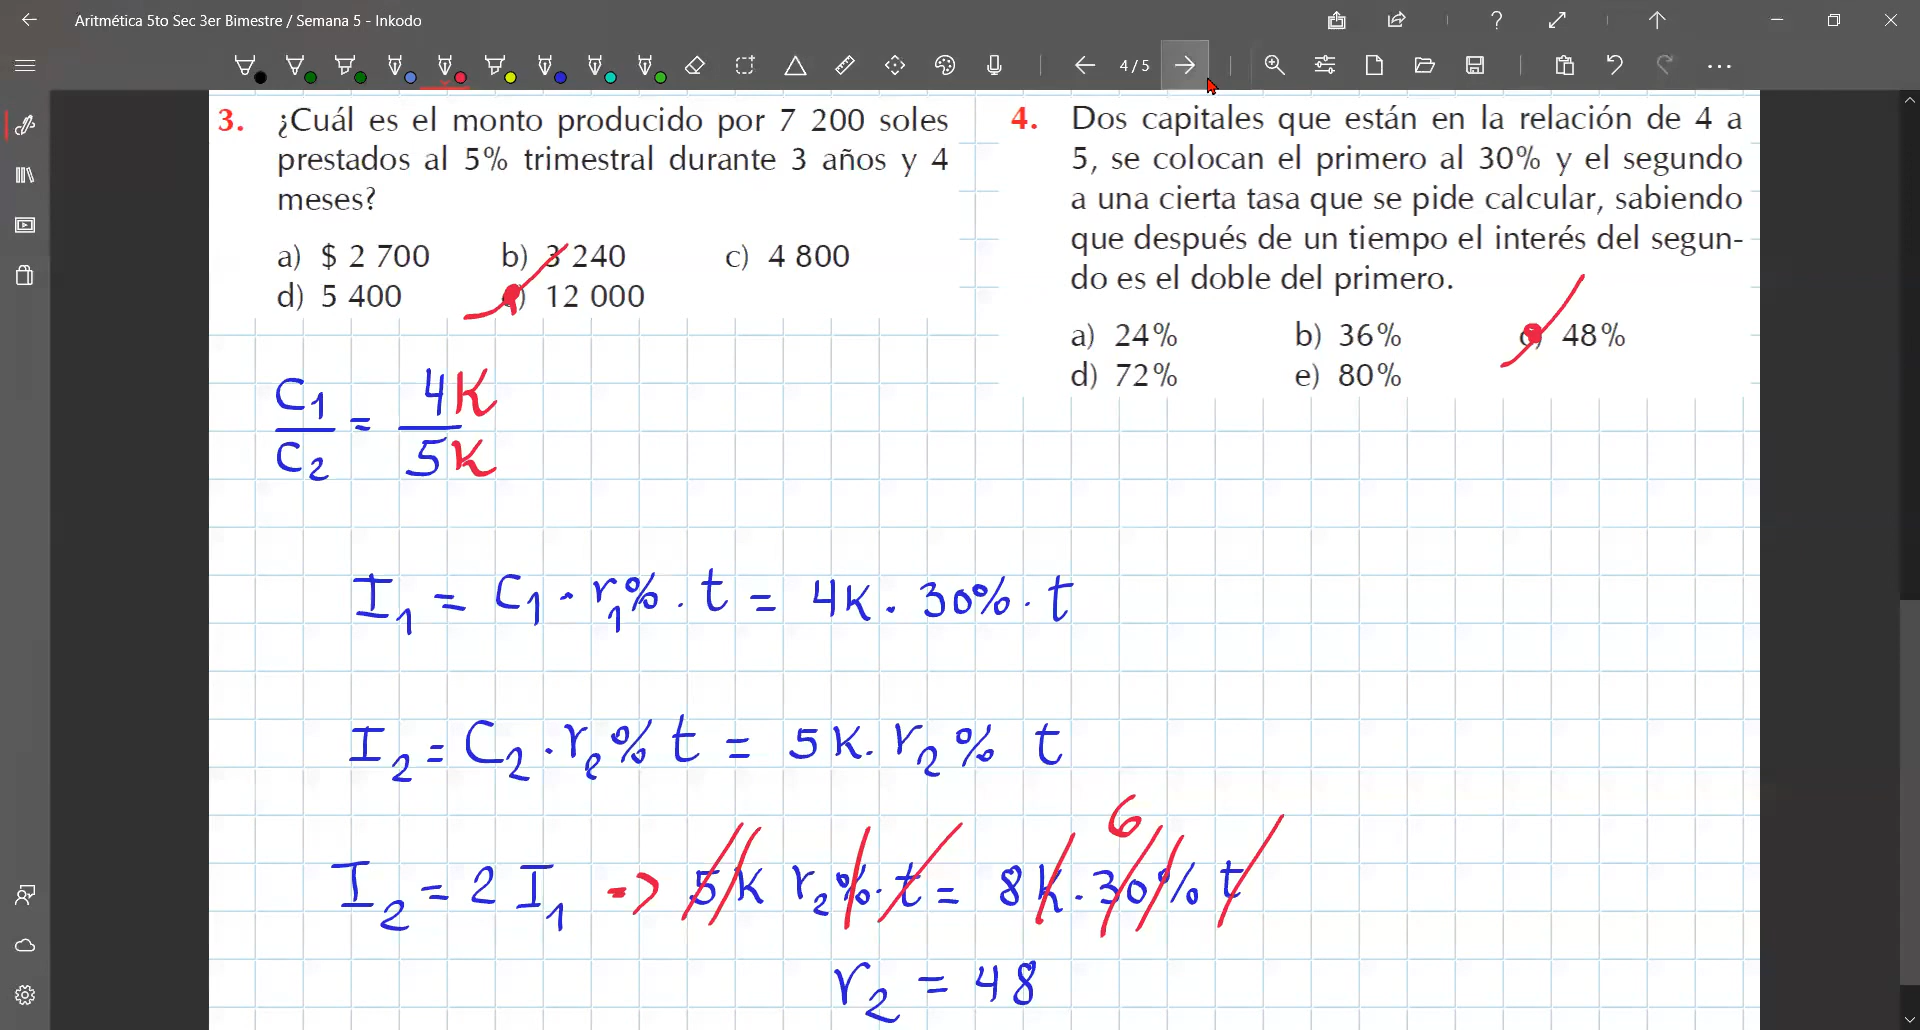 Aritmética 5to Sec 3er Bimestre / Semana 5 - Inkodo
4 / 5
3. ¿Cuál es el monto producido por 7 200 soles
prestados al 5% trimestral durante 3 años y 4
meses?
a) $ 2 700 b) 3 240 c) 4 800
d) 5 400 e) 12 000
4. Dos capitales que están en la relación de 4 a
5, se colocan el primero al 30% y el segundo
a una cierta tasa que se pide calcular, sabiendo
que después de un tiempo el interés del segun-
do es el doble del primero.
a) 24% b) 36% c) 48%
d) 72% e) 80%
C1 / C2 = 4K / 5K
I1 = C1 . r1% . t = 4K . 30% . t
I2 = C2 . r2% t = 5K . r2 % t
6
I2 = 2 I1 => 5K r2% . t = 8K . 30% t
r2 = 48